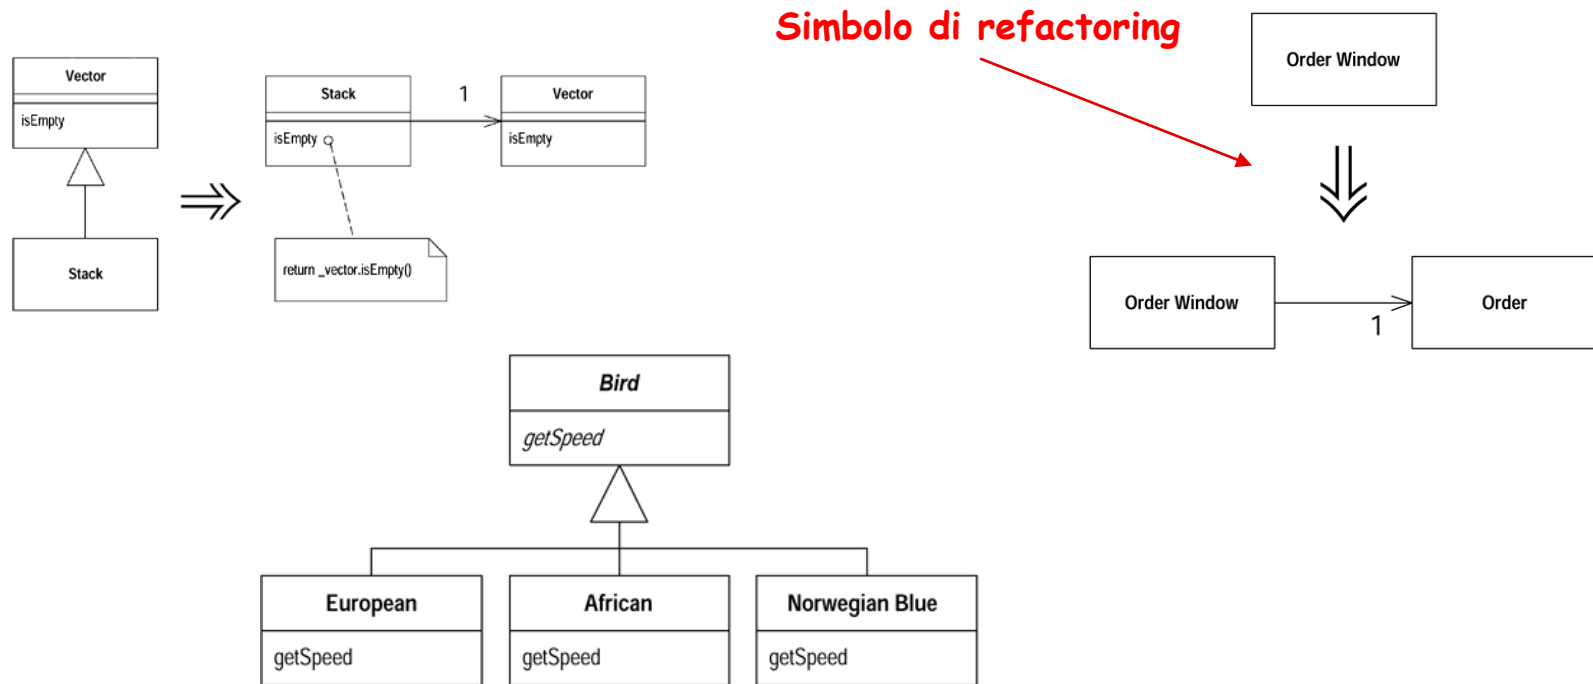 Simbolo di refactoring
Vector
isEmpty
Stack
Stack
isEmpty
1
Vector
isEmpty
return _vector.isEmpty()
Order Window
Order Window
1
Order
Bird
getSpeed
European
getSpeed
African
getSpeed
Norwegian Blue
getSpeed